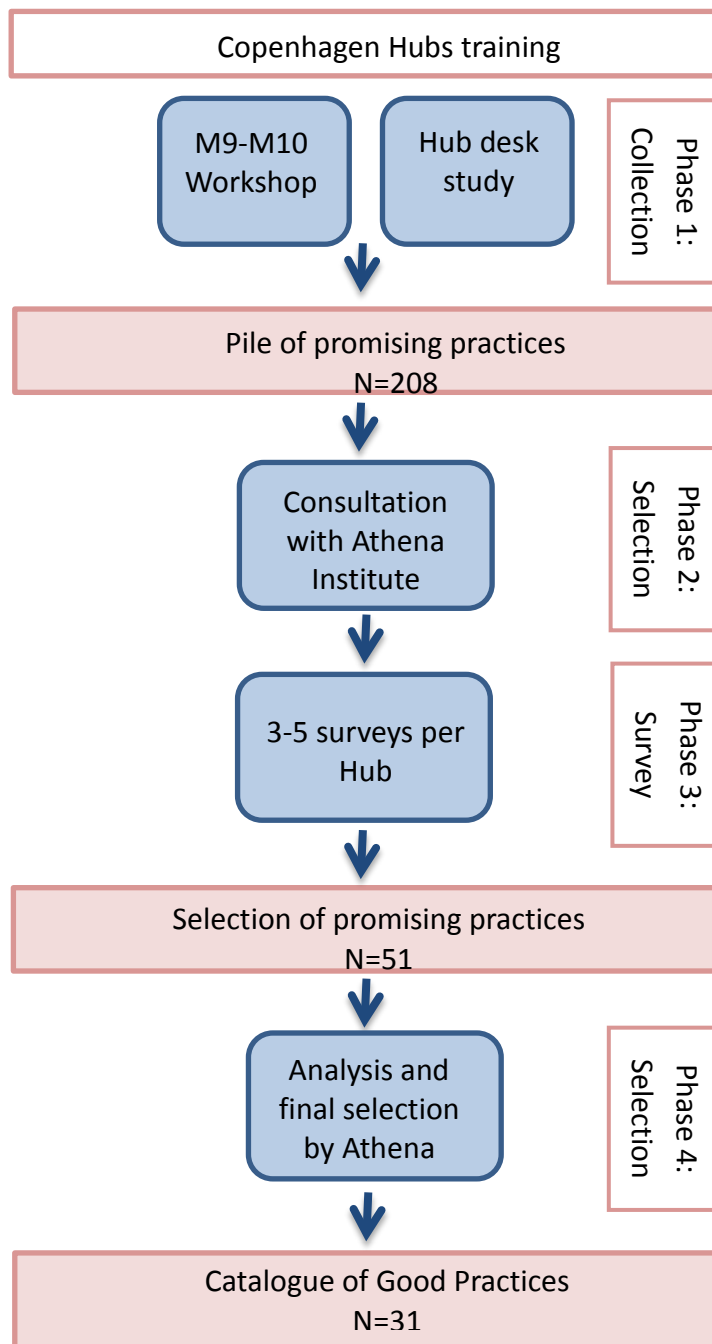 Copenhagen Hubs training
M9-M10
Workshop
Hub desk
study
Phase 1:
Collection
Pile of promising practices
N=208
Consultation
with Athena
Institute
Phase 2:
Selection
3-5 surveys per
Hub
Phase 3:
Survey
Selection of promising practices
N=51
Analysis and
final selection
by Athena
Phase 4:
Selection
Catalogue of Good Practices
N=31